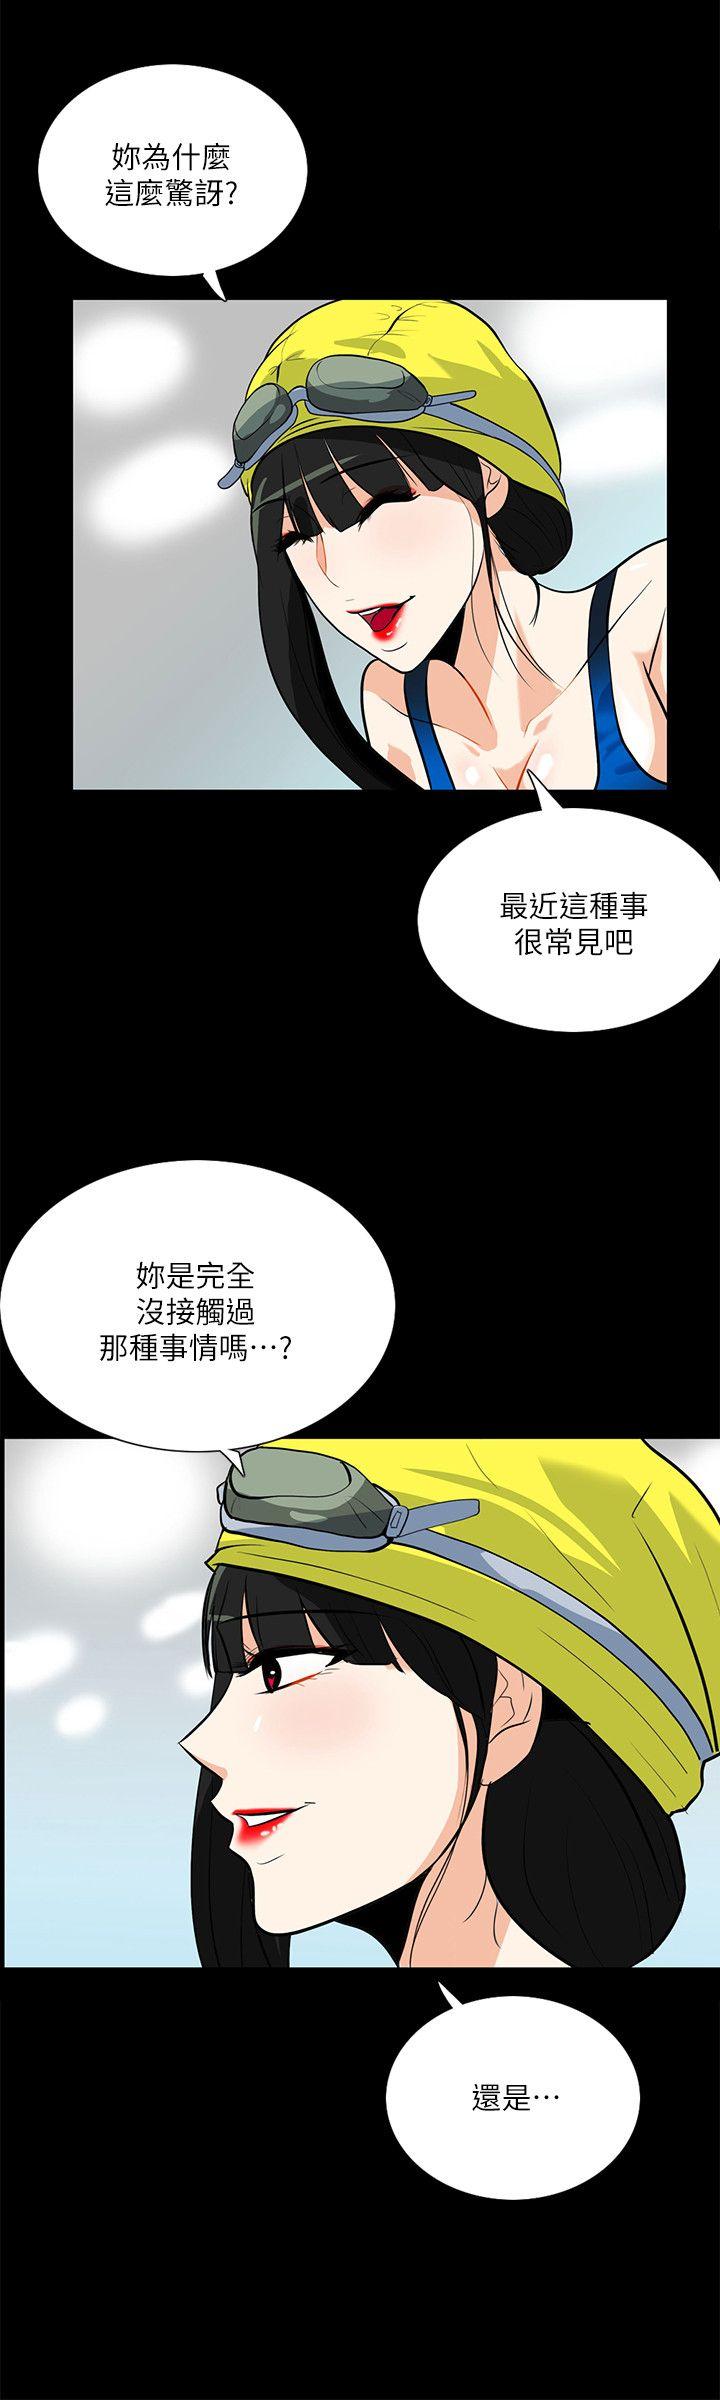 妳為什麼
這麼驚訝?
最近這種事
很常見吧
妳是完全
沒接觸過
那種事情嗎⋯?
還是⋯